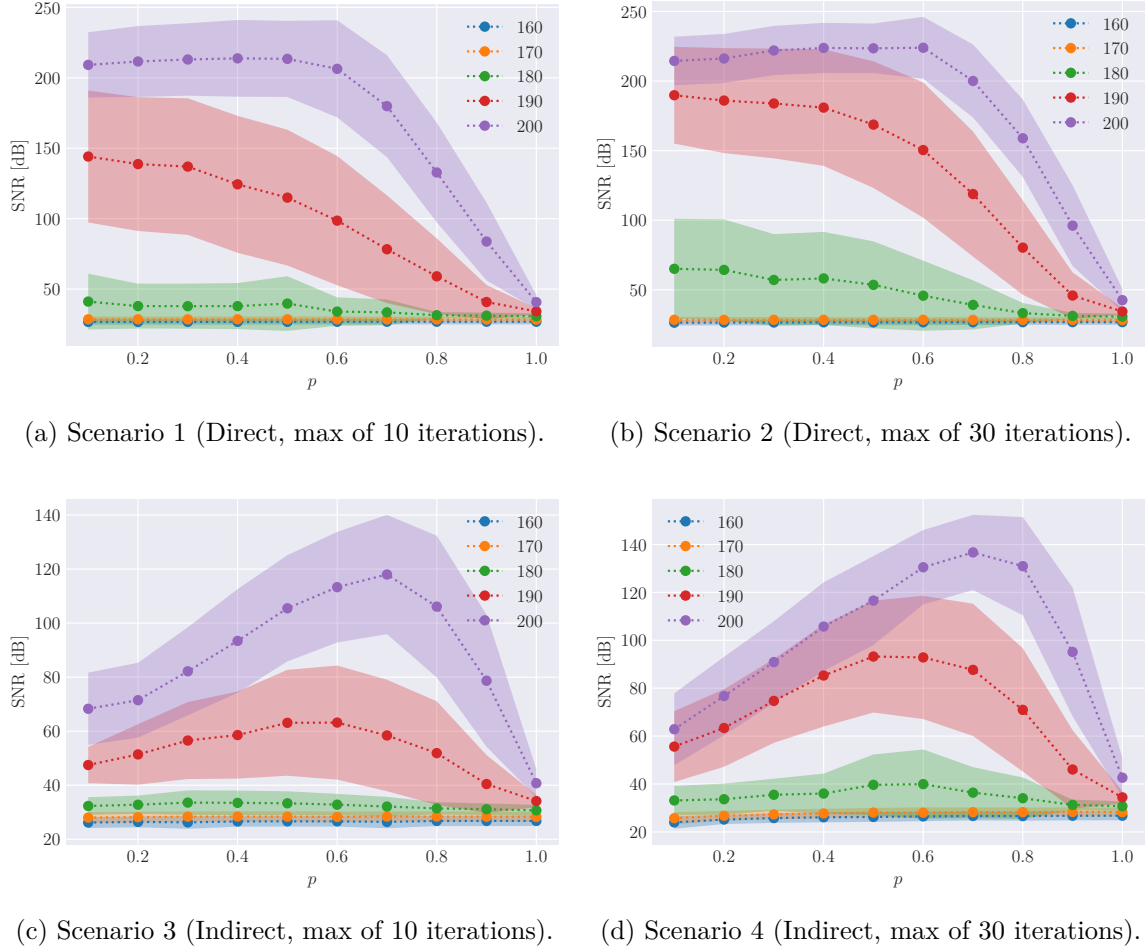 250
200
150
100
50
SNR [dB]
0.2 0.4 0.6 0.8 1.0
p
160
170
180
190
200
(a) Scenario 1 (Direct, max of 10 iterations).
250
200
150
100
50
SNR [dB]
0.2 0.4 0.6 0.8 1.0
p
160
170
180
190
200
(b) Scenario 2 (Direct, max of 30 iterations).
140
120
100
80
60
40
20
SNR [dB]
0.2 0.4 0.6 0.8 1.0
p
160
170
180
190
200
(c) Scenario 3 (Indirect, max of 10 iterations).
140
120
100
80
60
40
20
SNR [dB]
0.2 0.4 0.6 0.8 1.0
p
160
170
180
190
200
(d) Scenario 4 (Indirect, max of 30 iterations).